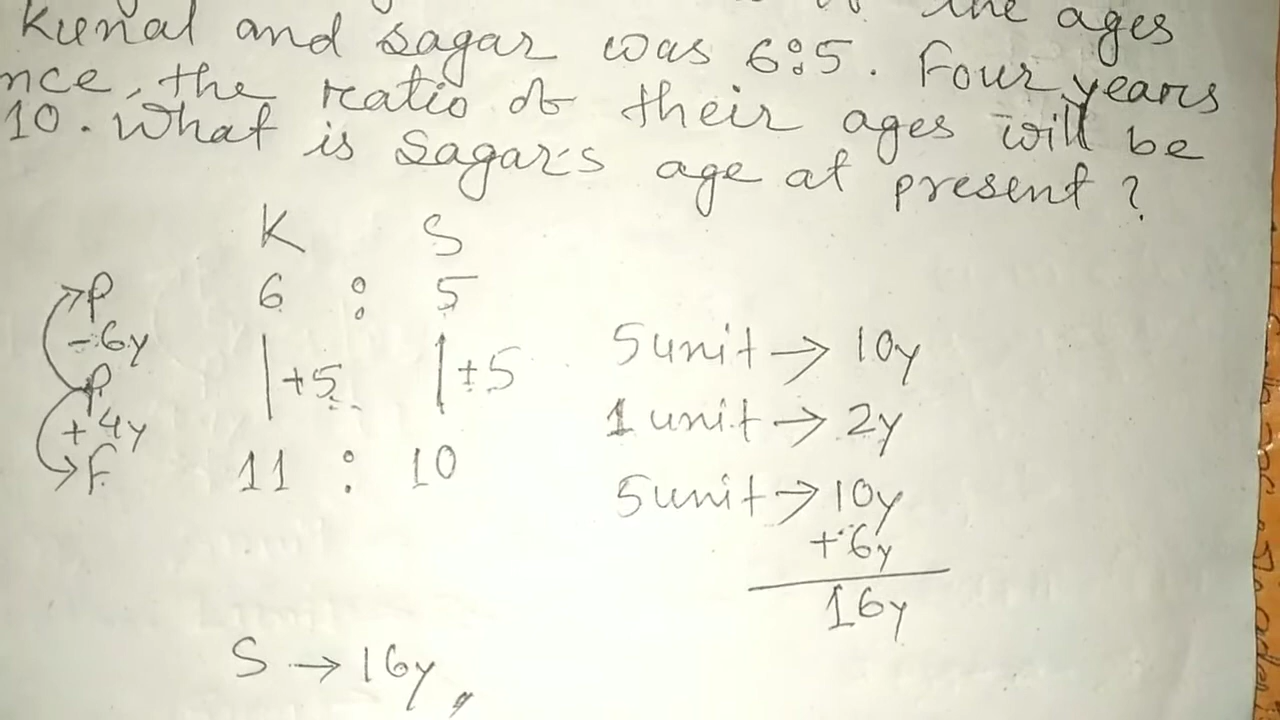 the ages
Kunal and Sagar was 6:5. Four years
nce, the ratio of their ages will be
10. What is Sagar's age at present?
K S
P 6 : 5
-6y
P |+5 |+5
+4y
F 11 : 10
5 unit → 10y
1 unit → 2y
5 unit → 10y
+6y
16y
S → 16y